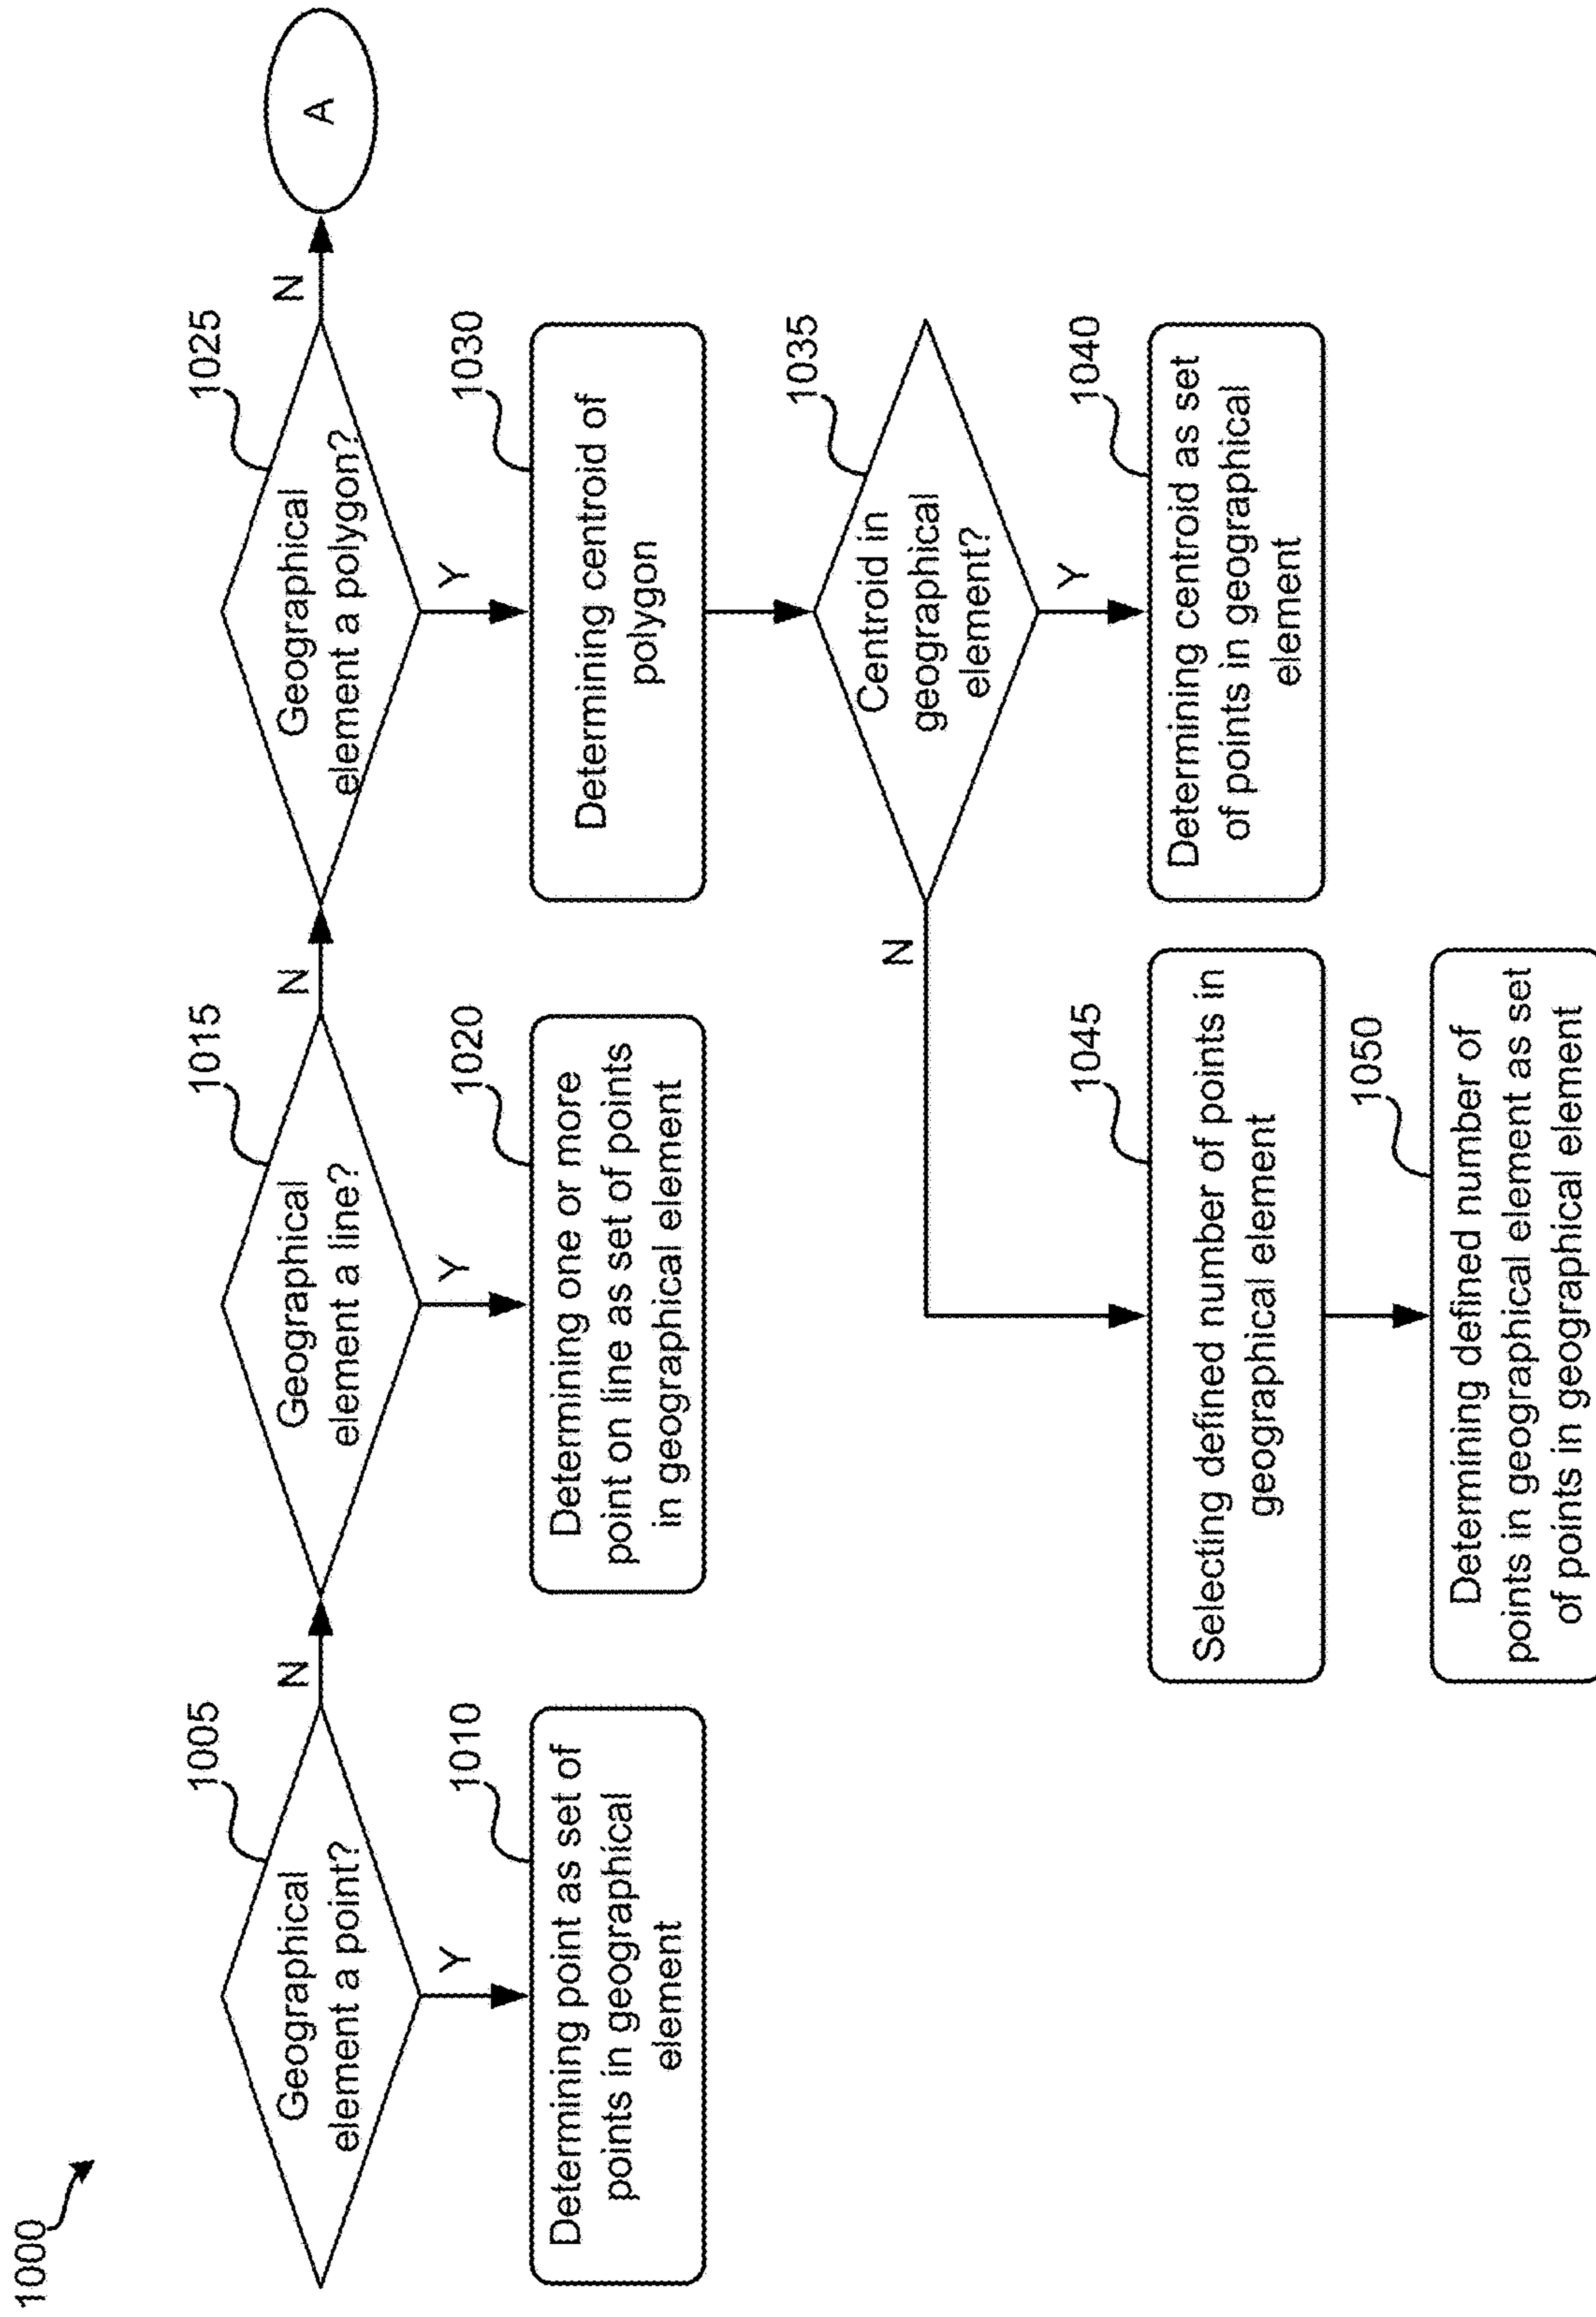 1000
1005
Geographical
element a point?
N
Y
1010
Determining point as set of
points in geographical
element
1015
Geographical
element a line?
N
Y
1020
Determining one or more
point on line as set of points
in geographical element
1025
Geographical
element a polygon?
N
A
Y
1030
Determining centroid of
polygon
1035
Centroid in
geographical
element?
Y
N
1040
Determining centroid as set
of points in geographical
element
1045
Selecting defined number of points in
geographical element
1050
Determining defined number of
points in geographical element as set
of points in geographical element